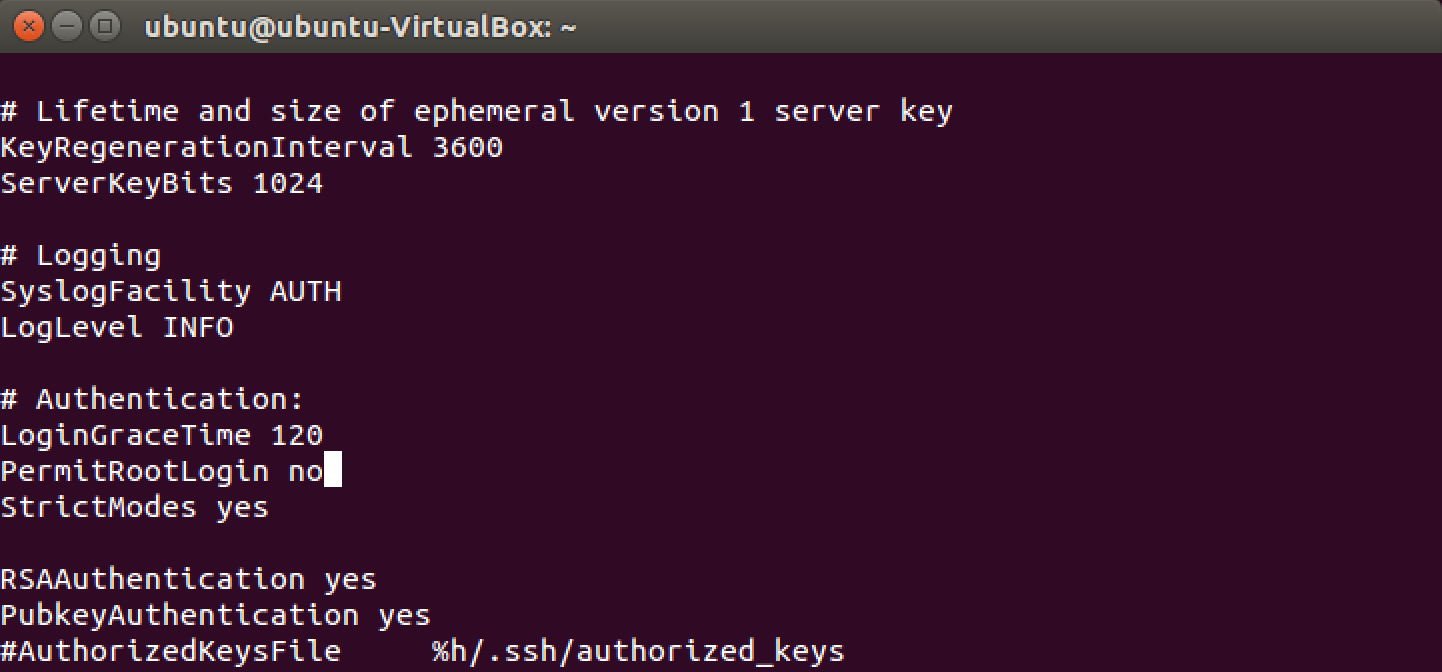 ubuntu@ubuntu-VirtualBox: ~
# Lifetime and size of ephemeral version 1 server key
KeyRegenerationInterval 3600
ServerKeyBits 1024
# Logging
SyslogFacility AUTH
LogLevel INFO
# Authentication:
LoginGraceTime 120
PermitRootLogin no
StrictModes yes
RSAAuthentication yes
PubkeyAuthentication yes
#AuthorizedKeysFile     %h/.ssh/authorized_keys